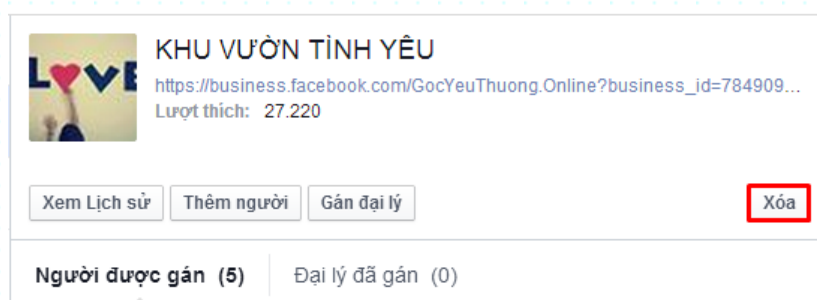 LOVE
KHU VƯỜN TÌNH YÊU
https://business.facebook.com/GocYeuThuong.Online?business_id=784909...
Lượt thích: 27.220
Xem Lịch sử Thêm người Gán đại lý Xóa
Người được gán (5) Đại lý đã gán (0)